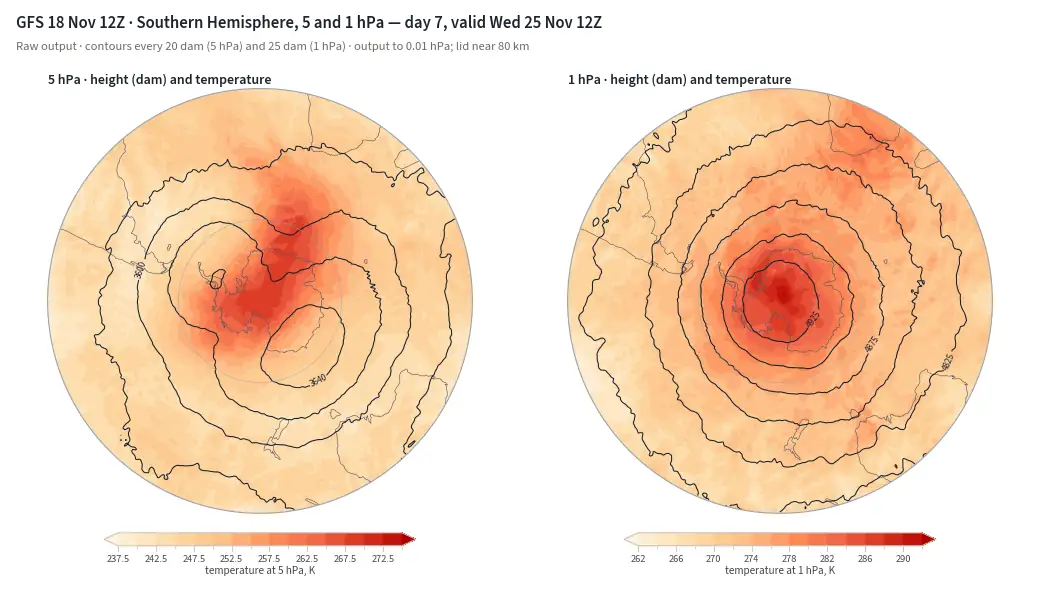 GFS 18 Nov 12Z · Southern Hemisphere, 5 and 1 hPa — day 7, valid Wed 25 Nov 12Z
Raw output · contours every 20 dam (5 hPa) and 25 dam (1 hPa) · output to 0.01 hPa; lid near 80 km
5 hPa · height (dam) and temperature
1 hPa · height (dam) and temperature
3640
4925
4875
4825
237.5 242.5 247.5 252.5 257.5 262.5 267.5 272.5
temperature at 5 hPa, K
262 266 270 274 278 282 286 290
temperature at 1 hPa, K